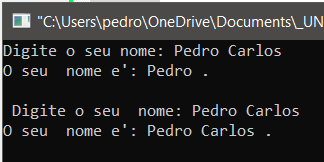 "C:\Users\pedro\OneDrive\Documents\_UN
Digite o seu nome: Pedro Carlos
O seu  nome e': Pedro .
 Digite o seu  nome: Pedro Carlos
O seu  nome e': Pedro Carlos .